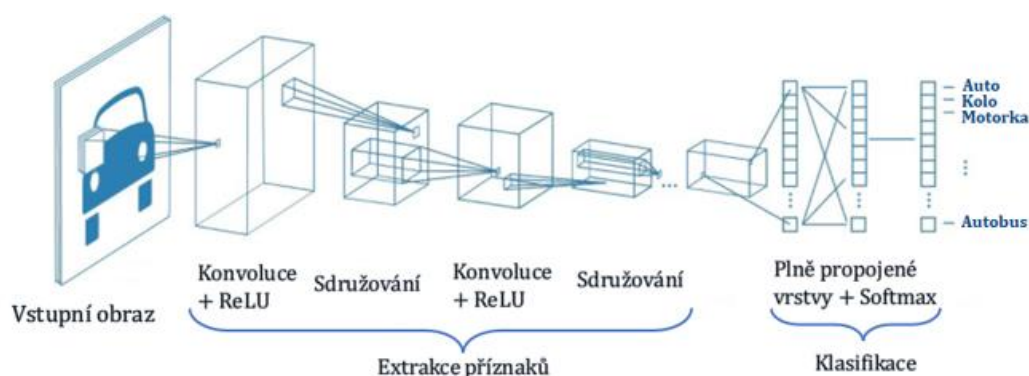 Auto
Kolo
Motorka
Autobus
Vstupní obraz
Konvoluce
+ ReLU
Sdružování
Konvoluce
+ ReLU
Sdružování
Plně propojené
vrstvy + Softmax
Extrakce příznaků
Klasifikace